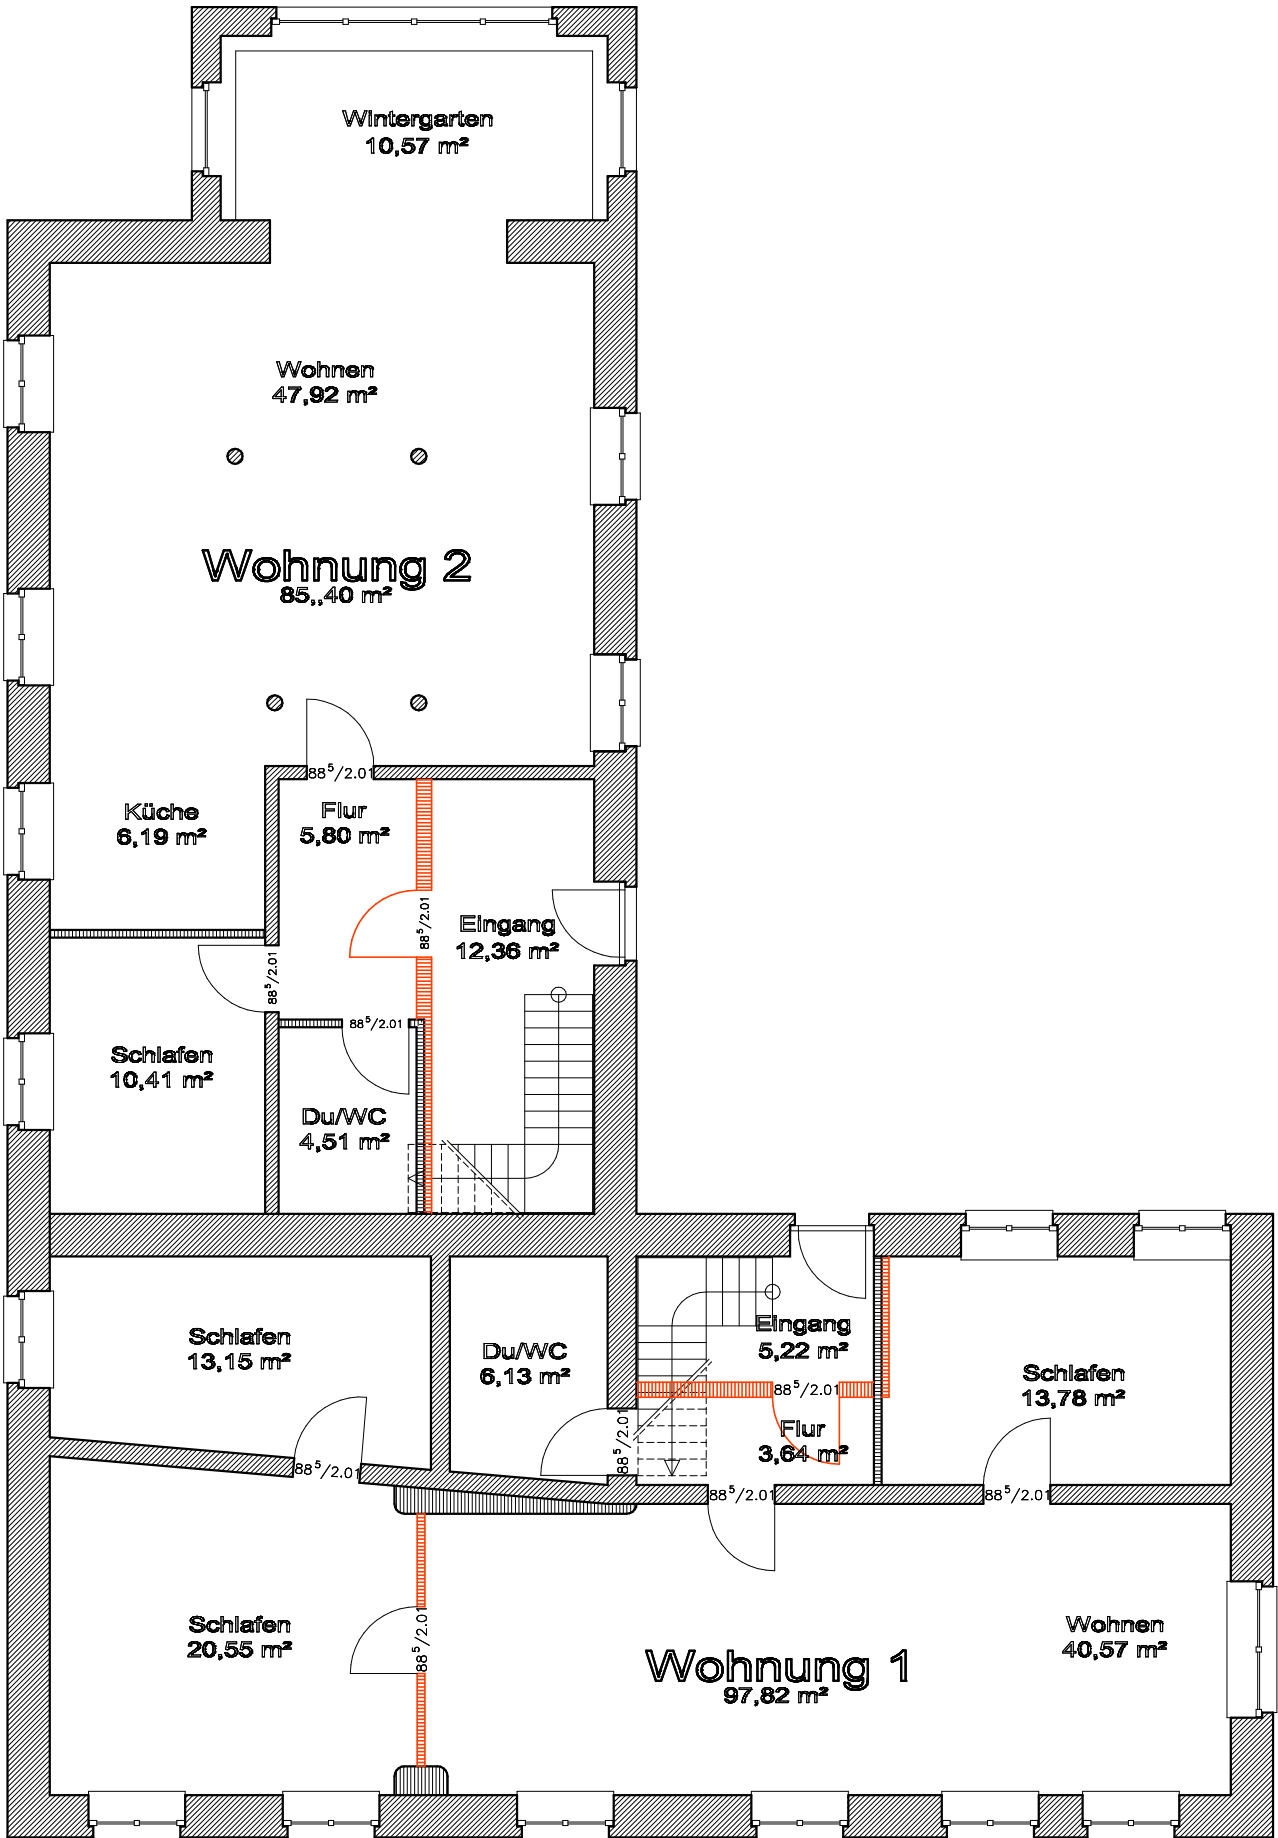 Wintergarten
10,57 m²
Wohnen
47,92 m²
Wohnung 2
85,,40 m²
88⁵/2.01
Küche
6,19 m²
Flur
5,80 m²
88⁵/2.01
Eingang
12,36 m²
88⁵/2.01
88⁵/2.01
Schlafen
10,41 m²
Du/WC
4,51 m²
Schlafen
13,15 m²
Du/WC
6,13 m²
Eingang
5,22 m²
88⁵/2.01
Schlafen
13,78 m²
Flur
3,64 m²
88⁵/2.01
88⁵/2.01
88⁵/2.01
88⁵/2.01
Schlafen
20,55 m²
88⁵/2.01
Wohnung 1
97,82 m²
Wohnen
40,57 m²